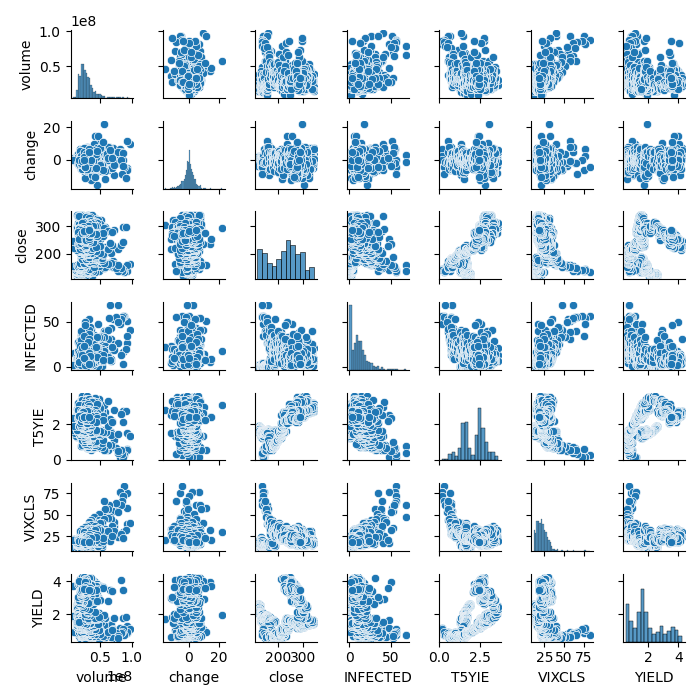 1e8
1.0
0.5
volume
20
0
change
300
200
close
50
0
INFECTED
2
0
T5YIE
75
50
25
VIXCLS
4
2
YIELD
0.5 1.0 0 20 200 300 0 50 0.0 2.5 25 50 75 2 4
1e8
volume change close INFECTED T5YIE VIXCLS YIELD